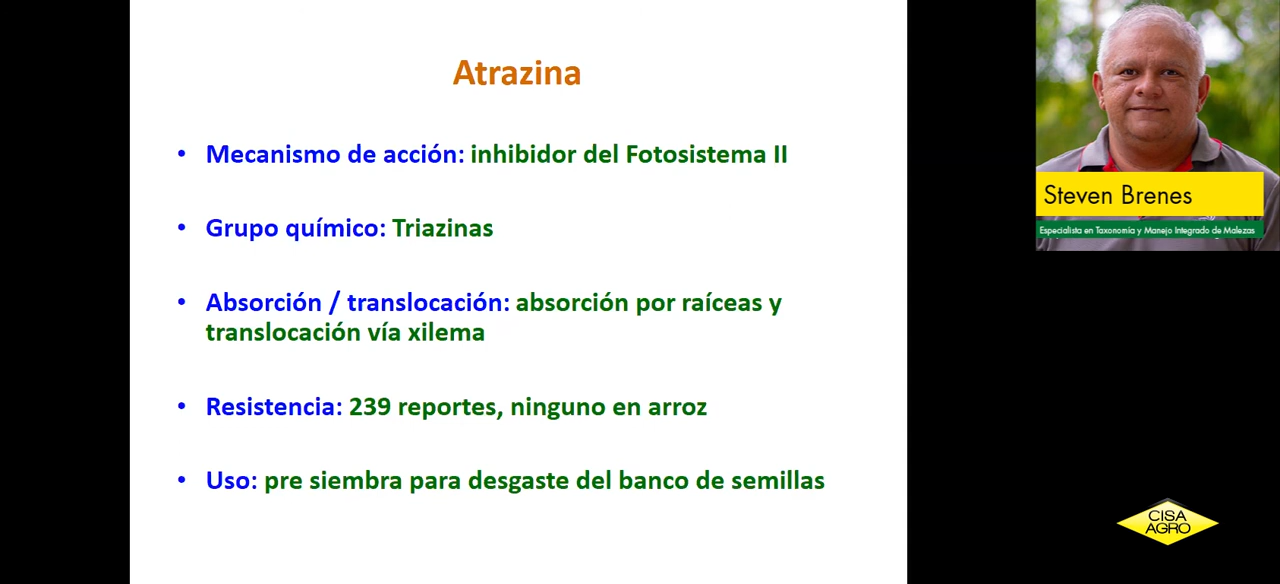 Atrazina
• Mecanismo de acción: inhibidor del Fotosistema II
• Grupo químico: Triazinas
• Absorción / translocación: absorción por raíceas y
translocación vía xilema
• Resistencia: 239 reportes, ninguno en arroz
• Uso: pre siembra para desgaste del banco de semillas
Steven Brenes
Especialista en Taxonomía y Manejo Integrado de Malezas
CISA
AGRO